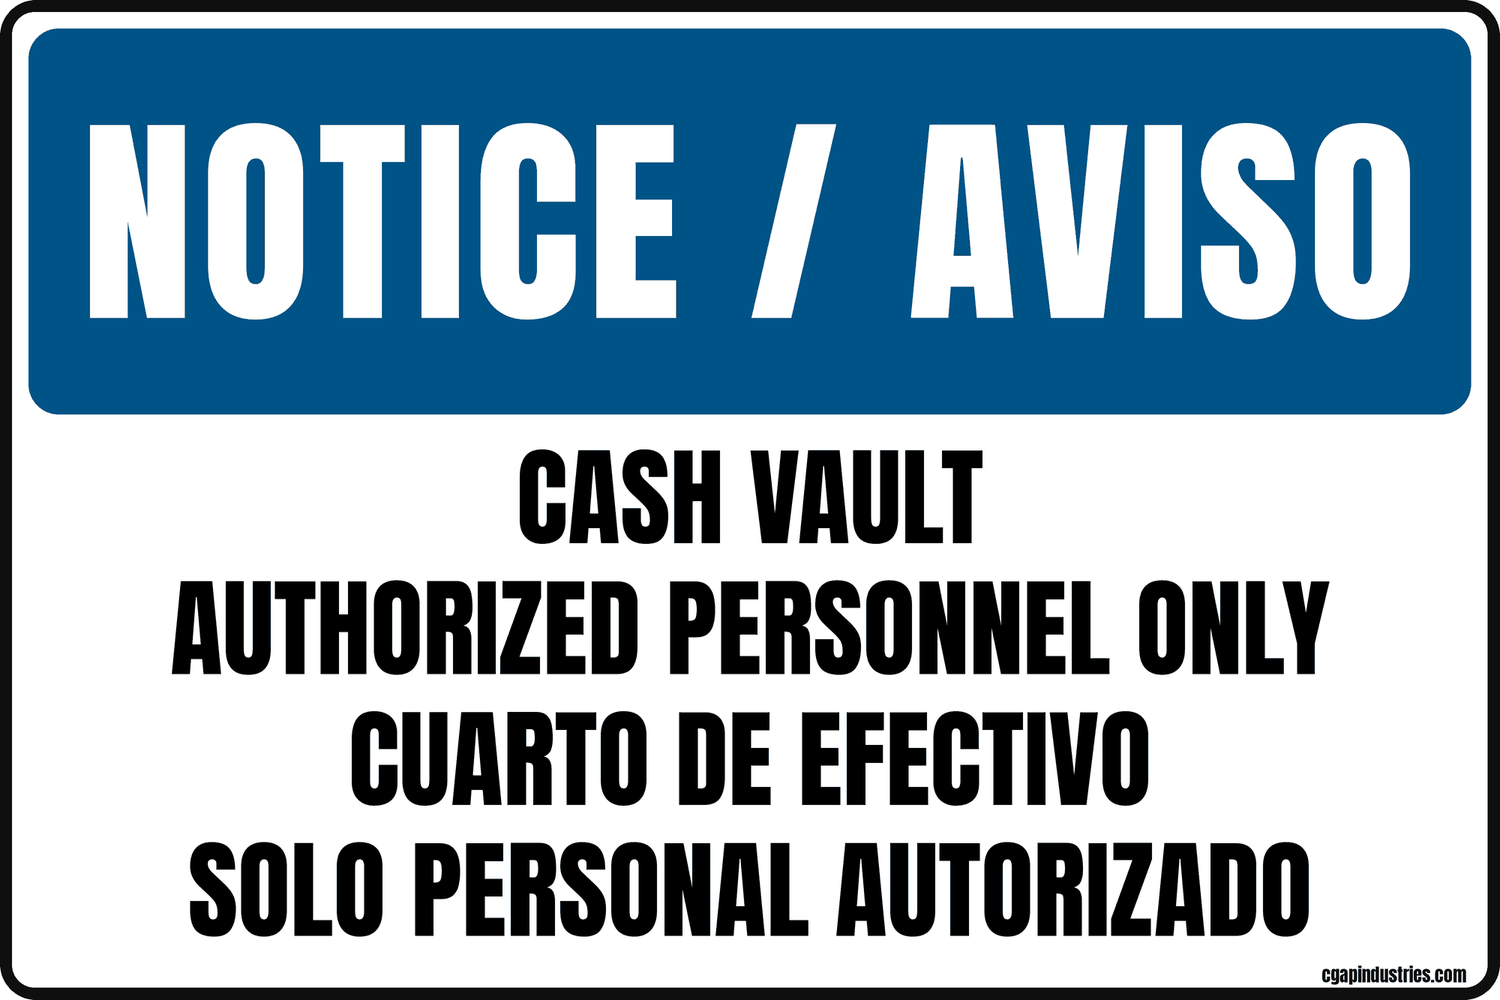 NOTICE / AVISO
CASH VAULT
AUTHORIZED PERSONNEL ONLY
CUARTO DE EFECTIVO
SOLO PERSONAL AUTORIZADO
cgapindustries.com